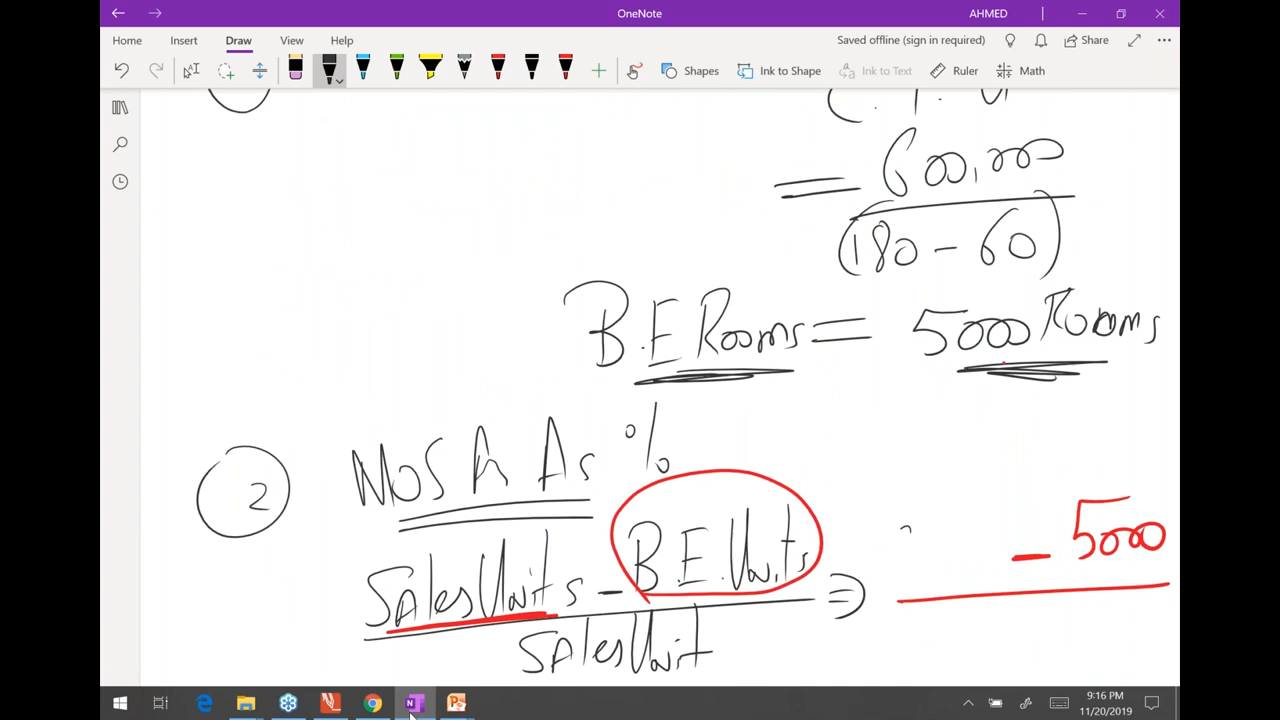 OneNote
AHMED
Home Insert Draw View Help
Saved offline (sign in required)
Share
Shapes
Ink to Shape
Ink to Text
Ruler
Math
= 600,000
(180 - 60)
B.E Rooms = 5000 Rooms
2 MOS A As %
Sales Units - B.E. Units ⇒ - 5000
Sales Unit
9:16 PM
11/20/2019